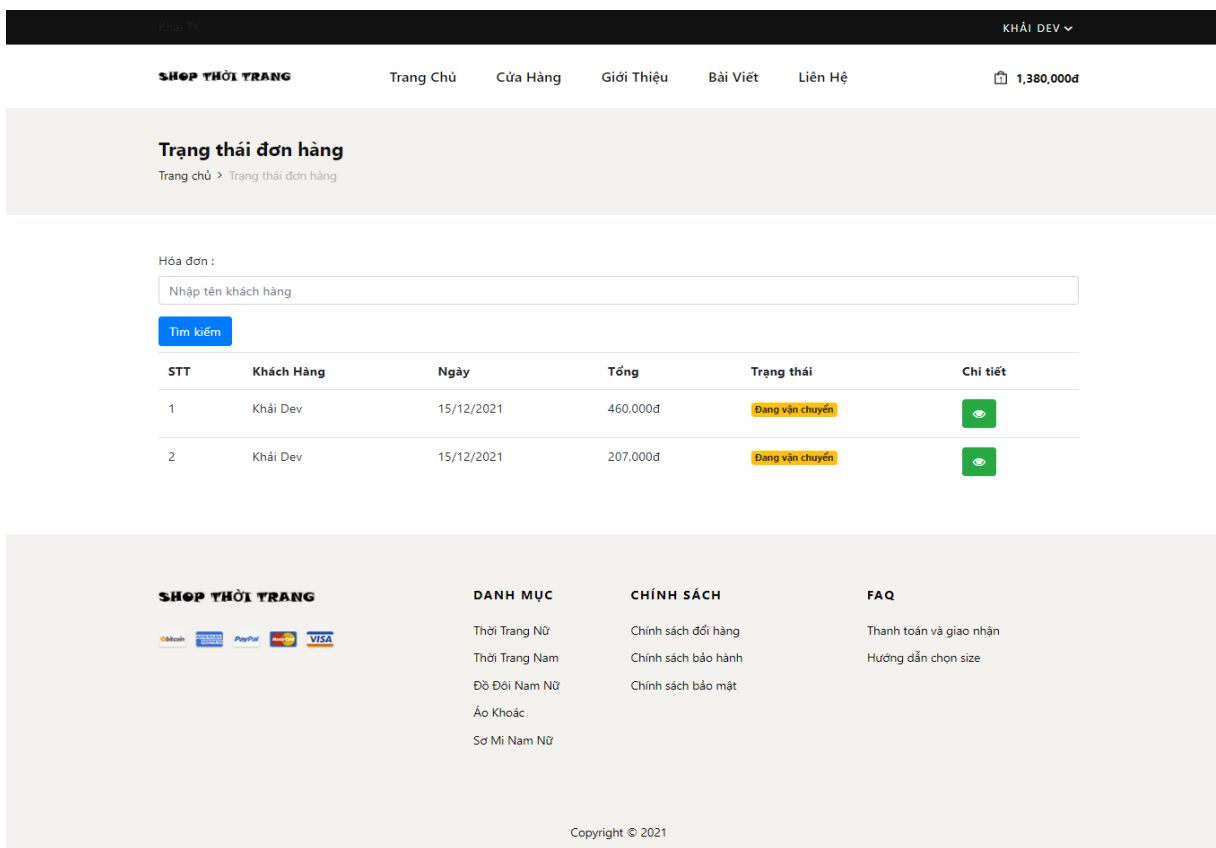 Khai TK
KHẢI DEV
SHOP THỜI TRANG
Trang Chủ Cửa Hàng Giới Thiệu Bài Viết Liên Hệ
1 1,380,000đ
Trạng thái đơn hàng
Trang chủ > Trạng thái đơn hàng
Hóa đơn :
Nhập tên khách hàng
Tìm kiếm
STT Khách Hàng Ngày Tổng Trạng thái Chi tiết
1 Khải Dev 15/12/2021 460,000đ Đang vận chuyển
2 Khải Dev 15/12/2021 207,000đ Đang vận chuyển
SHOP THỜI TRANG
bitcoin PayPal MasterCard VISA
DANH MỤC
Thời Trang Nữ
Thời Trang Nam
Đồ Đôi Nam Nữ
Áo Khoác
Sơ Mi Nam Nữ
CHÍNH SÁCH
Chính sách đổi hàng
Chính sách bảo hành
Chính sách bảo mật
FAQ
Thanh toán và giao nhận
Hướng dẫn chọn size
Copyright © 2021